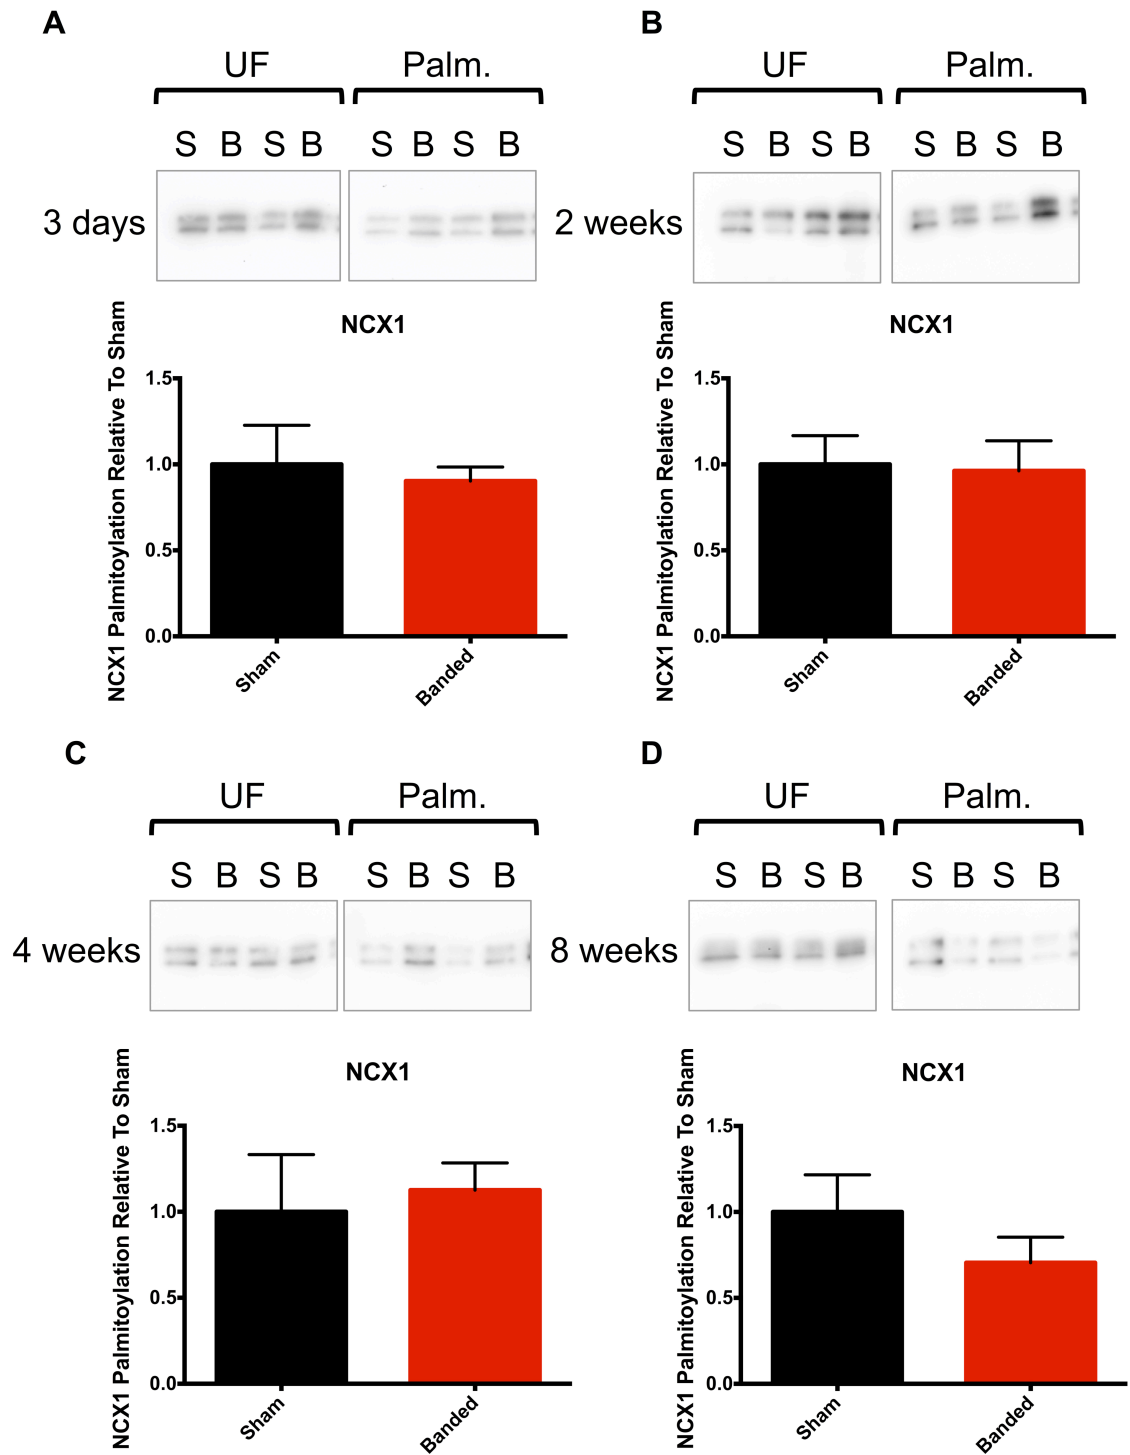 A
UF Palm.
S B S B S B S B
3 days
NCX1
NCX1 Palmitoylation Relative To Sham
1.5
1.0
0.5
0.0
Sham Banded
B
UF Palm.
S B S B S B S B
2 weeks
NCX1
NCX1 Palmitoylation Relative To Sham
1.5
1.0
0.5
0.0
Sham Banded
C
UF Palm.
S B S B S B S B
4 weeks
NCX1
NCX1 Palmitoylation Relative To Sham
1.5
1.0
0.5
0.0
Sham Banded
D
UF Palm.
S B S B S B S B
8 weeks
NCX1
NCX1 Palmitoylation Relative To Sham
1.5
1.0
0.5
0.0
Sham Banded